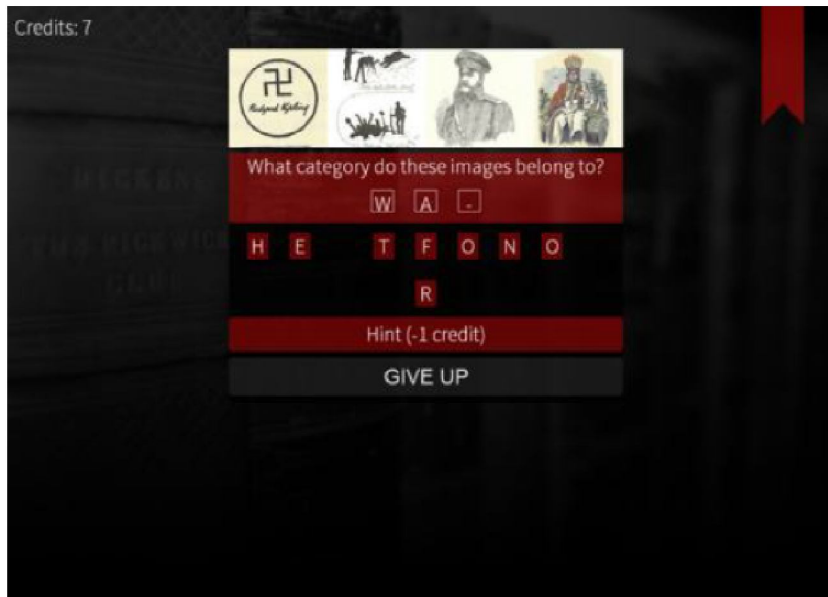 Credits: 7
Rudyard Kipling
What category do these images belong to?
W A -
H E T F O N O
R
Hint (-1 credit)
GIVE UP